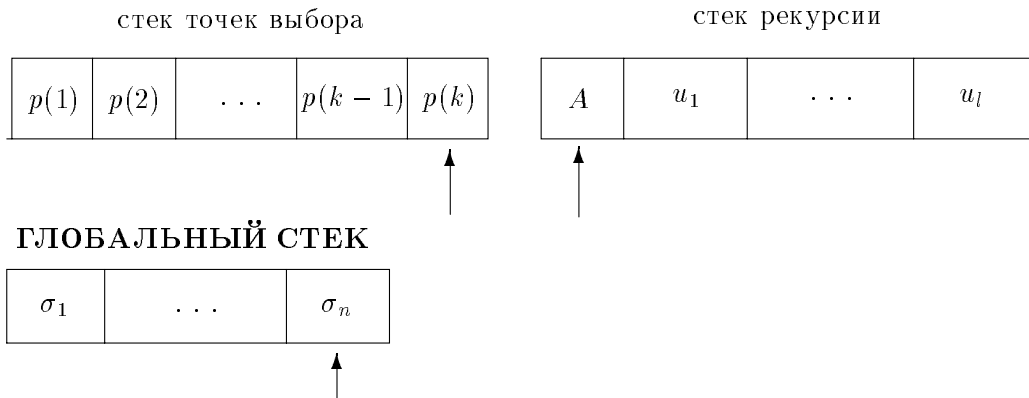 стек точек выбора
стек рекурсии
p(1) p(2) . . . p(k − 1) p(k)
A u₁ . . . uₗ
ГЛОБАЛЬНЫЙ СТЕК
σ₁ . . . σₙ